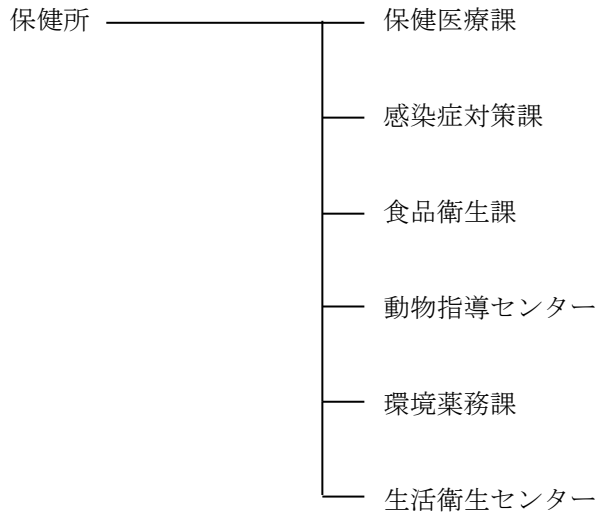 保健所 保健医療課
感染症対策課
食品衛生課
動物指導センター
環境薬務課
生活衛生センター